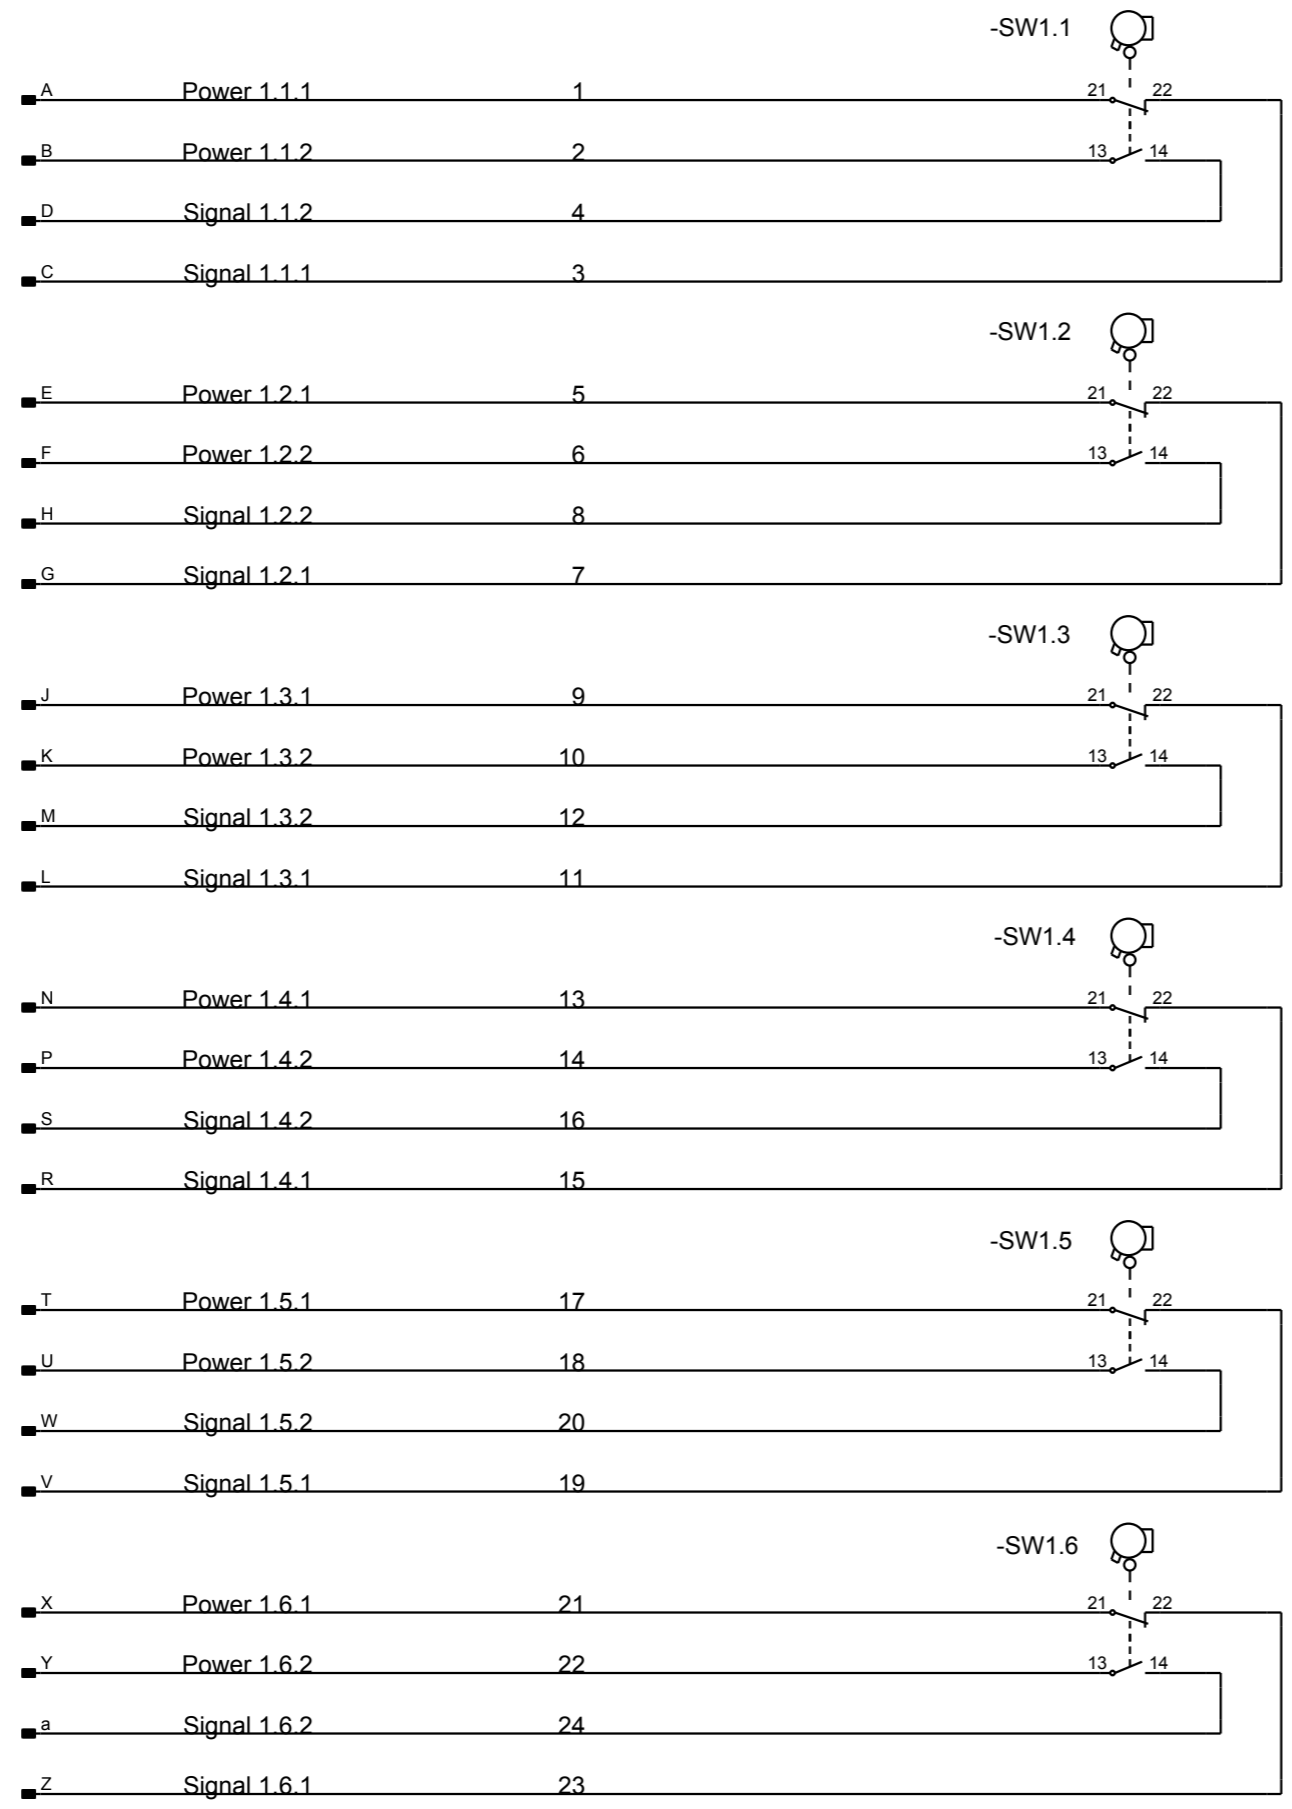 -SW1.1
A Power 1.1.1 1 21 22
B Power 1.1.2 2 13 14
D Signal 1.1.2 4
C Signal 1.1.1 3
-SW1.2
E Power 1.2.1 5 21 22
F Power 1.2.2 6 13 14
H Signal 1.2.2 8
G Signal 1.2.1 7
-SW1.3
J Power 1.3.1 9 21 22
K Power 1.3.2 10 13 14
M Signal 1.3.2 12
L Signal 1.3.1 11
-SW1.4
N Power 1.4.1 13 21 22
P Power 1.4.2 14 13 14
S Signal 1.4.2 16
R Signal 1.4.1 15
-SW1.5
T Power 1.5.1 17 21 22
U Power 1.5.2 18 13 14
W Signal 1.5.2 20
V Signal 1.5.1 19
-SW1.6
X Power 1.6.1 21 21 22
Y Power 1.6.2 22 13 14
a Signal 1.6.2 24
Z Signal 1.6.1 23